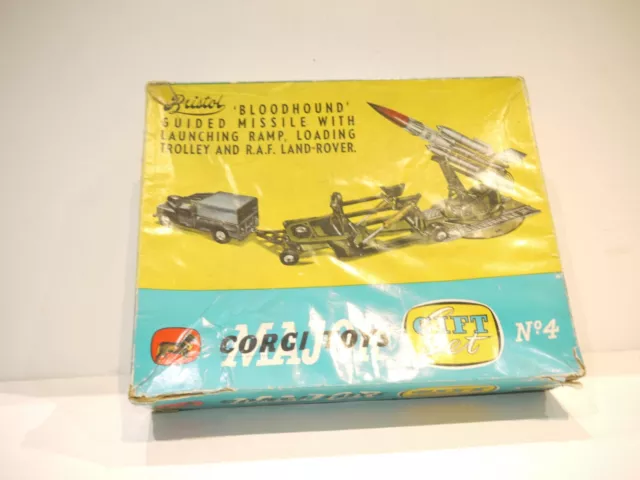 Bristol 'BLOODHOUND'
GUIDED MISSILE WITH
LAUNCHING RAMP, LOADING
TROLLEY AND R.A.F. LAND-ROVER.
CORGI TOYS
MAJOR
GIFT
Set
Nº4